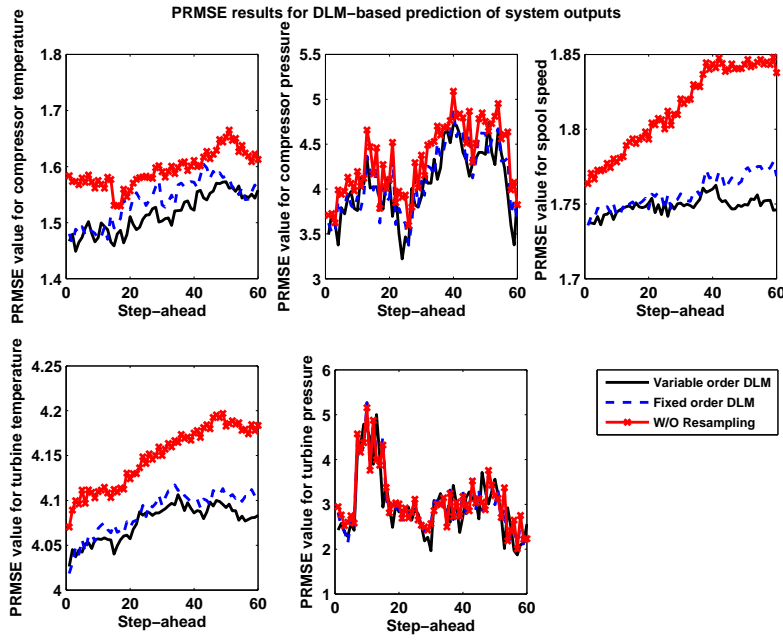 PRMSE results for DLM−based prediction of system outputs
PRMSE value for compressor temperature
1.8
1.7
1.6
1.5
1.4
0 20 40 60
Step−ahead
PRMSE value for compressor pressure
5.5
5
4.5
4
3.5
3
0 20 40 60
Step−ahead
PRMSE value for spool speed
1.85
1.8
1.75
1.7
0 20 40 60
Step−ahead
PRMSE value for turbine temperature
4.25
4.2
4.15
4.1
4.05
4
0 20 40 60
Step−ahead
PRMSE value for turbine pressure
6
5
4
3
2
1
0 20 40 60
Step−ahead
Variable order DLM
Fixed order DLM
W/O Resampling